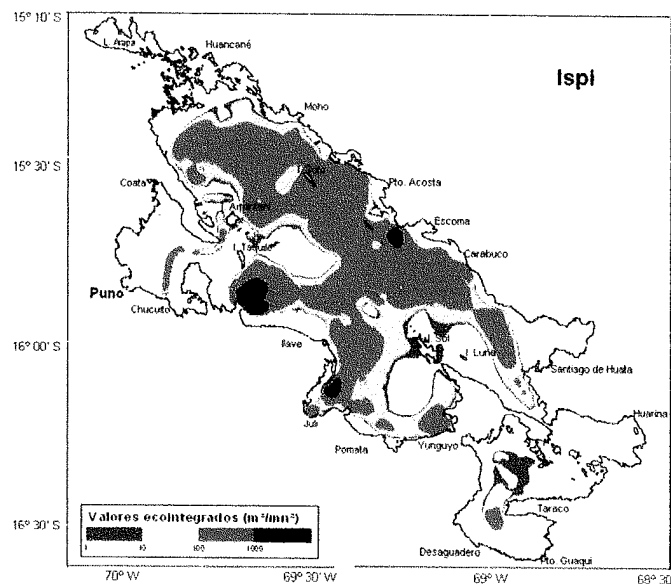 15° 10' S
L. Arapa
Huancané
Ispi
Moho
15° 30' S
Pto. Acosta
Coata
Amantaní
Escoma
I. Taquile
Carabuco
Puno
Chucuito
16° 00' S
Ilave
I. Sol
I. Luna
Santiago de Huata
Juli
Huarina
Pomata
Yunguyo
Valores ecointegrados (m²/mn²)
1 10 100 1000
Taraco
16° 30' S
Desaguadero
Pto. Guaqui
70° W
69° 30' W
69° W
69° 30'